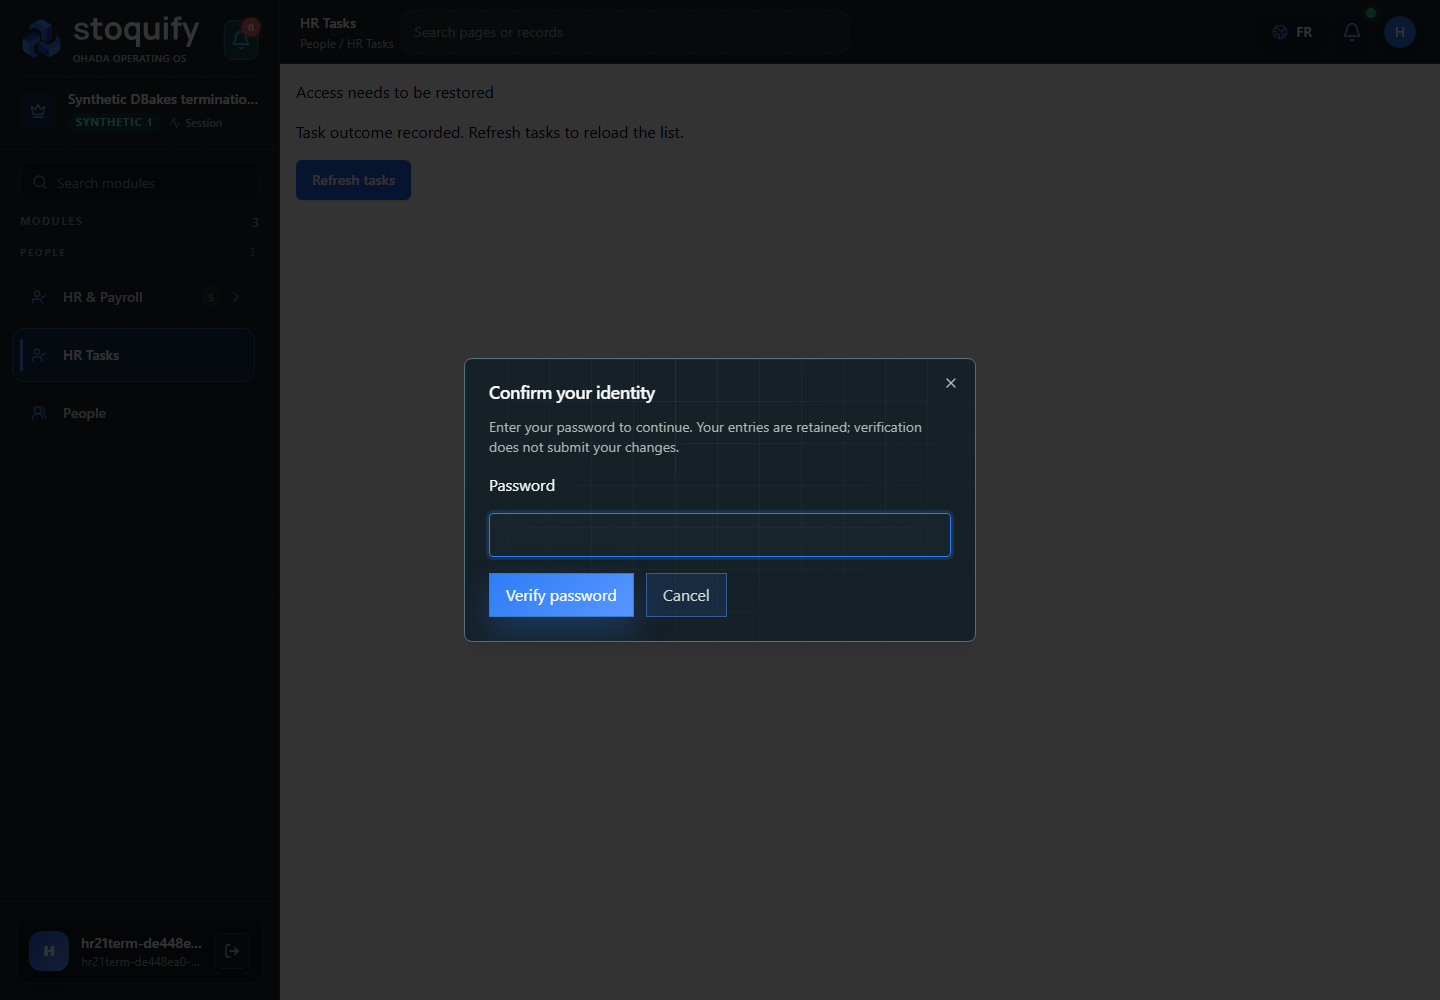 stoquify
OHADA OPERATING OS
0
Synthetic DBakes terminatio...
SYNTHETIC 1
Session
Search modules
MODULES
3
PEOPLE
3
HR & Payroll
5
HR Tasks
People
hr21term-de448e...
hr21term-de448ea0-...
H
HR Tasks
People / HR Tasks
Search pages or records
FR
H
Access needs to be restored
Task outcome recorded. Refresh tasks to reload the list.
Refresh tasks
Confirm your identity
Enter your password to continue. Your entries are retained; verification
does not submit your changes.
Password
Verify password
Cancel